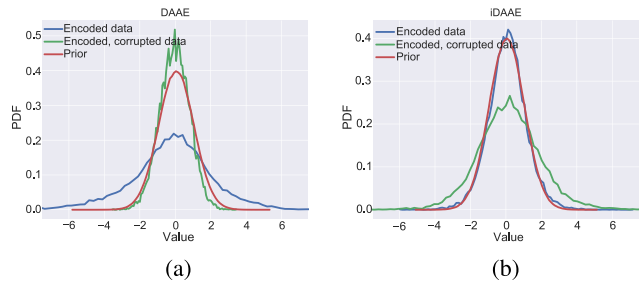 DAAE
Encoded data
Encoded, corrupted data
Prior
PDF
0.5
0.4
0.3
0.2
0.1
0.0
−6 −4 −2 0 2 4 6
Value
(a)
iDAAE
Encoded data
Encoded, corrupted data
Prior
PDF
0.4
0.3
0.2
0.1
0.0
−6 −4 −2 0 2 4 6
Value
(b)